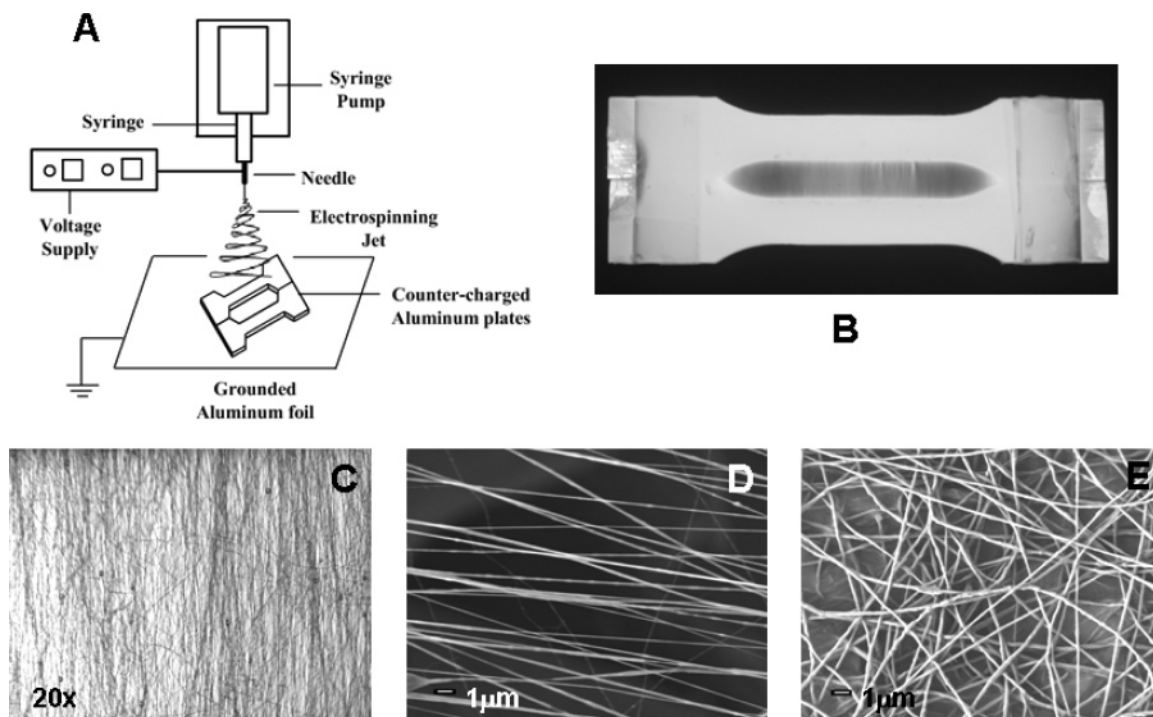 A
Syringe
Pump
Syringe
Needle
Voltage
Supply
Electrospinning
Jet
Counter-charged
Aluminum plates
Grounded
Aluminum foil
B
C
20x
D
1μm
E
1μm